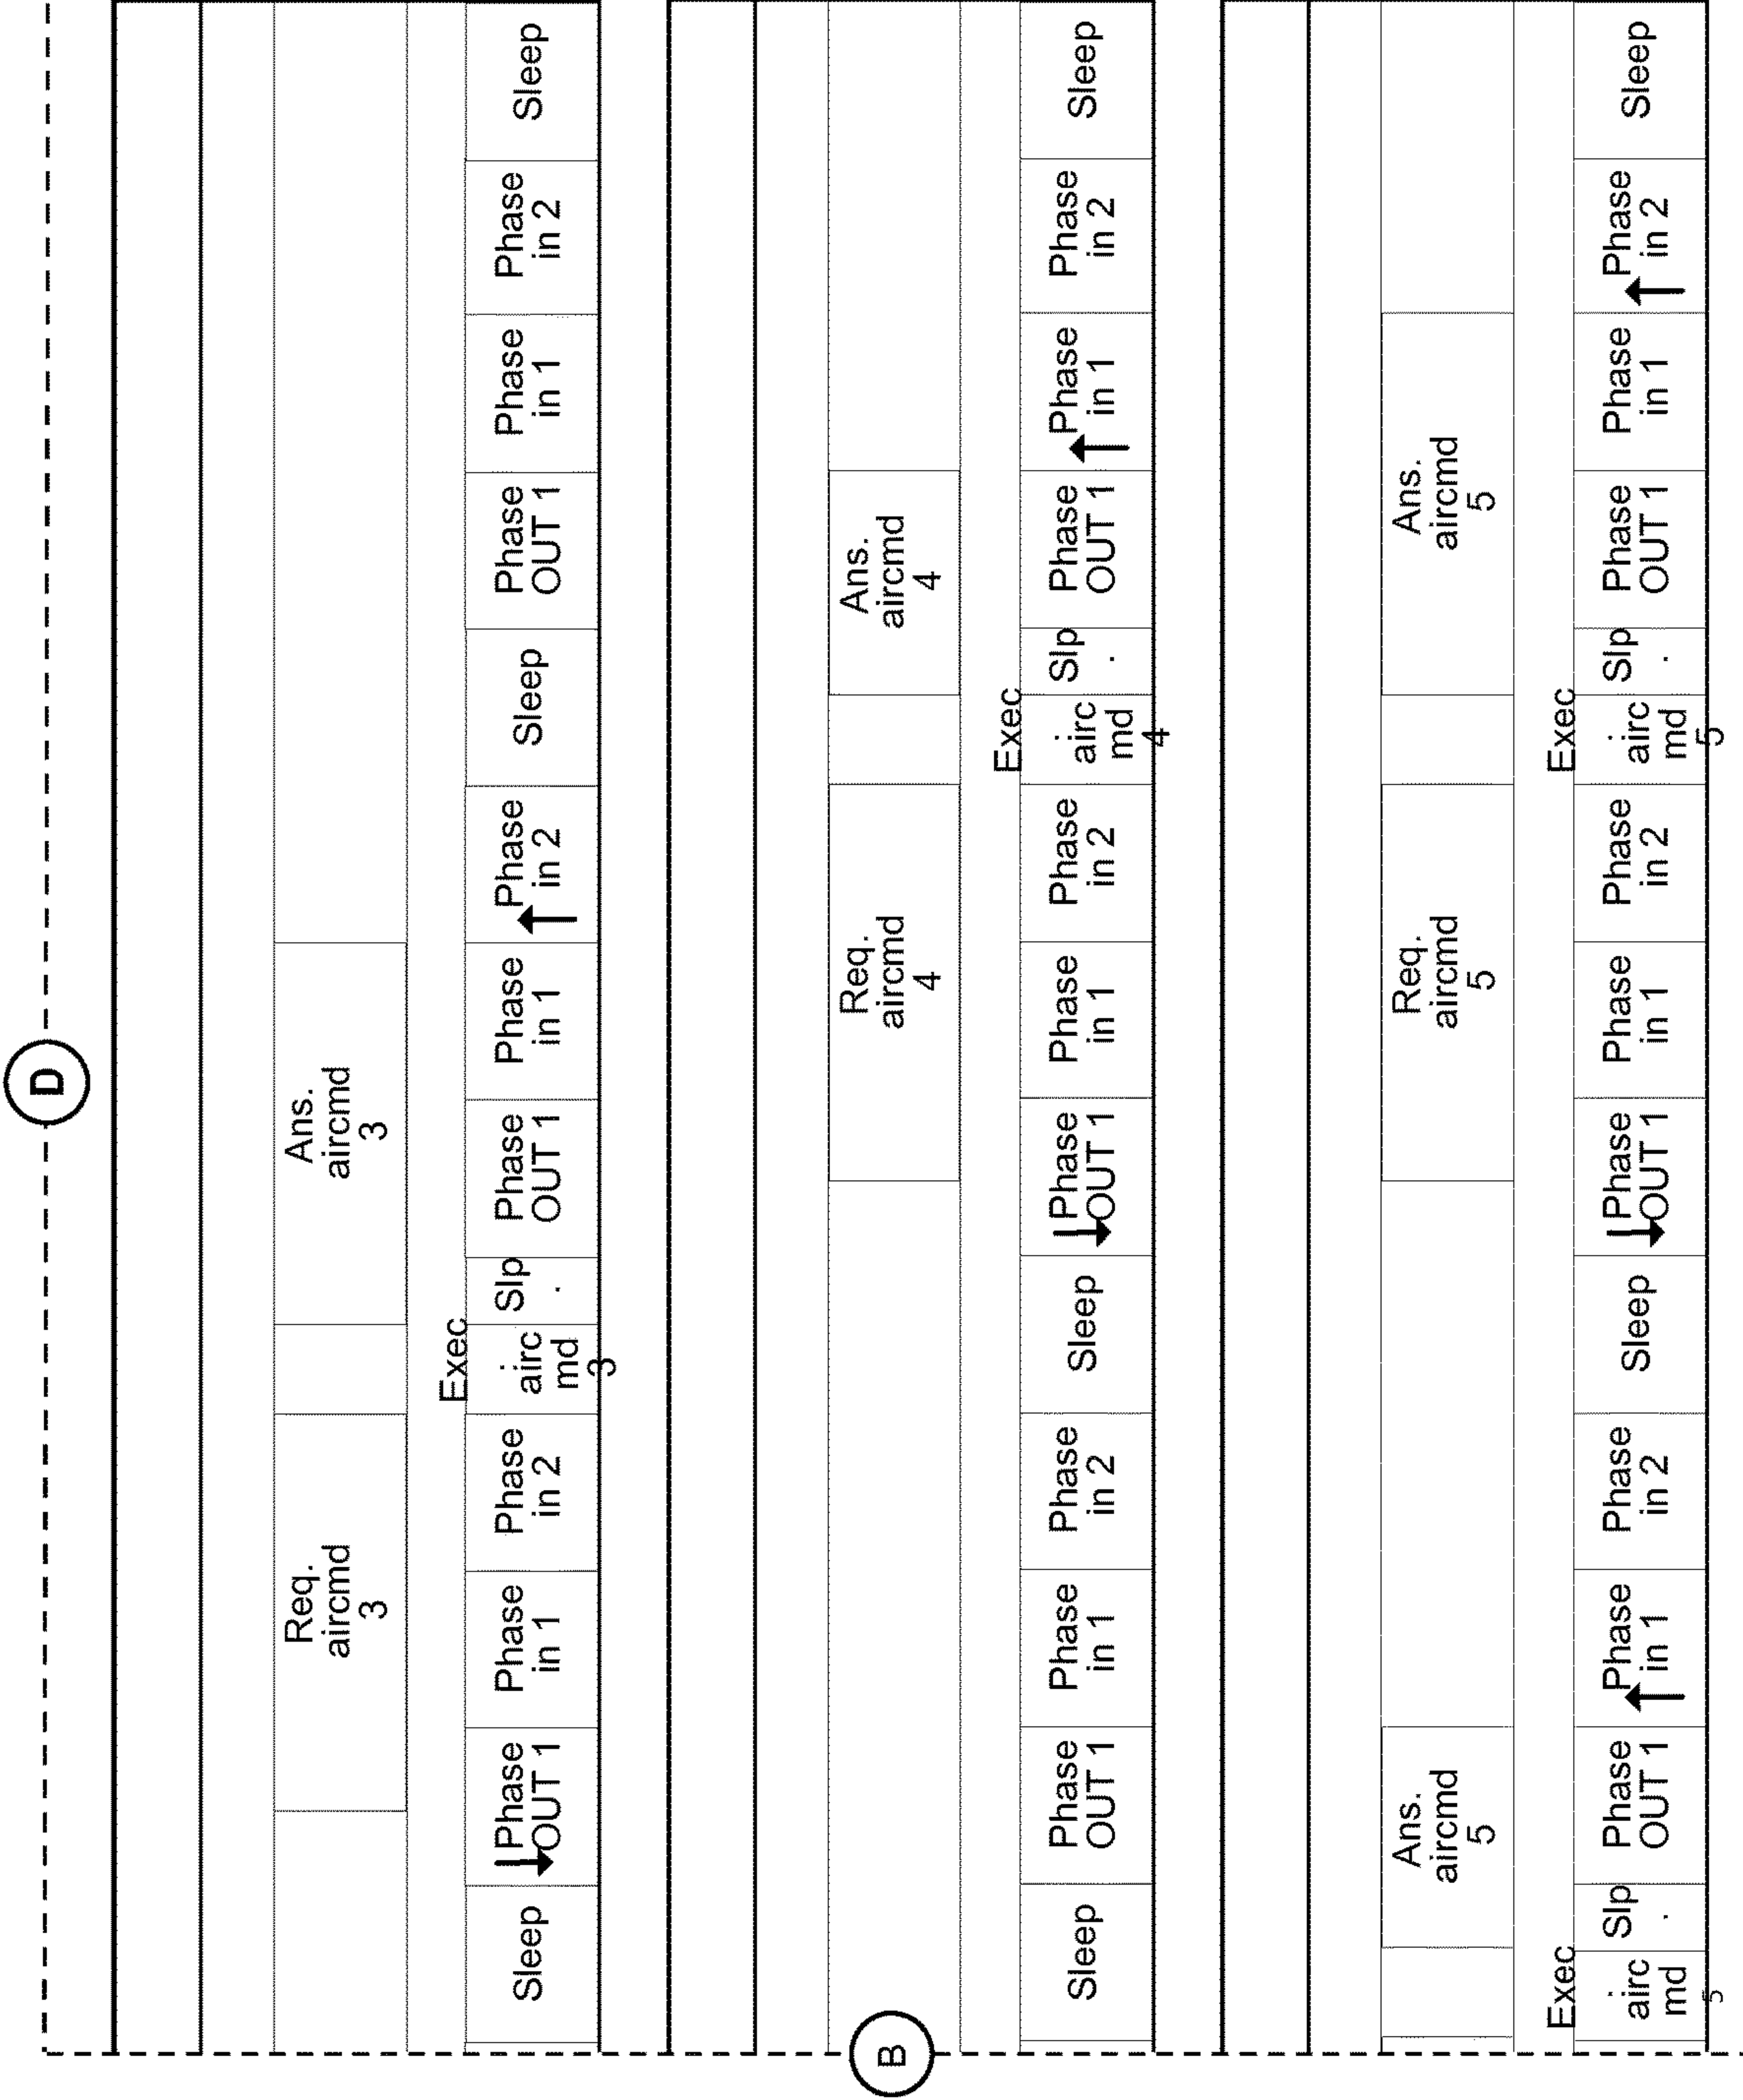 D
Req.
aircmd
3
Ans.
aircmd
3
Sleep
Phase
OUT 1
Phase
in 1
Phase
in 2
Exec
airc
md
3
Slp
.
Phase
OUT 1
Phase
in 1
Phase
in 2
Sleep
Phase
OUT 1
Phase
in 1
Phase
in 2
Sleep
B
Req.
aircmd
4
Ans.
aircmd
4
Sleep
Phase
OUT 1
Phase
in 1
Phase
in 2
Sleep
Phase
OUT 1
Phase
in 1
Phase
in 2
Exec
airc
md
4
Slp
.
Phase
OUT 1
Phase
in 1
Phase
in 2
Sleep
Ans.
aircmd
5
Req.
aircmd
5
Ans.
aircmd
5
Exec
airc
md
5
Slp
.
Phase
OUT 1
Phase
in 1
Phase
in 2
Sleep
Phase
OUT 1
Phase
in 1
Phase
in 2
Exec
airc
md
5
Slp
.
Phase
OUT 1
Phase
in 1
Phase
in 2
Sleep